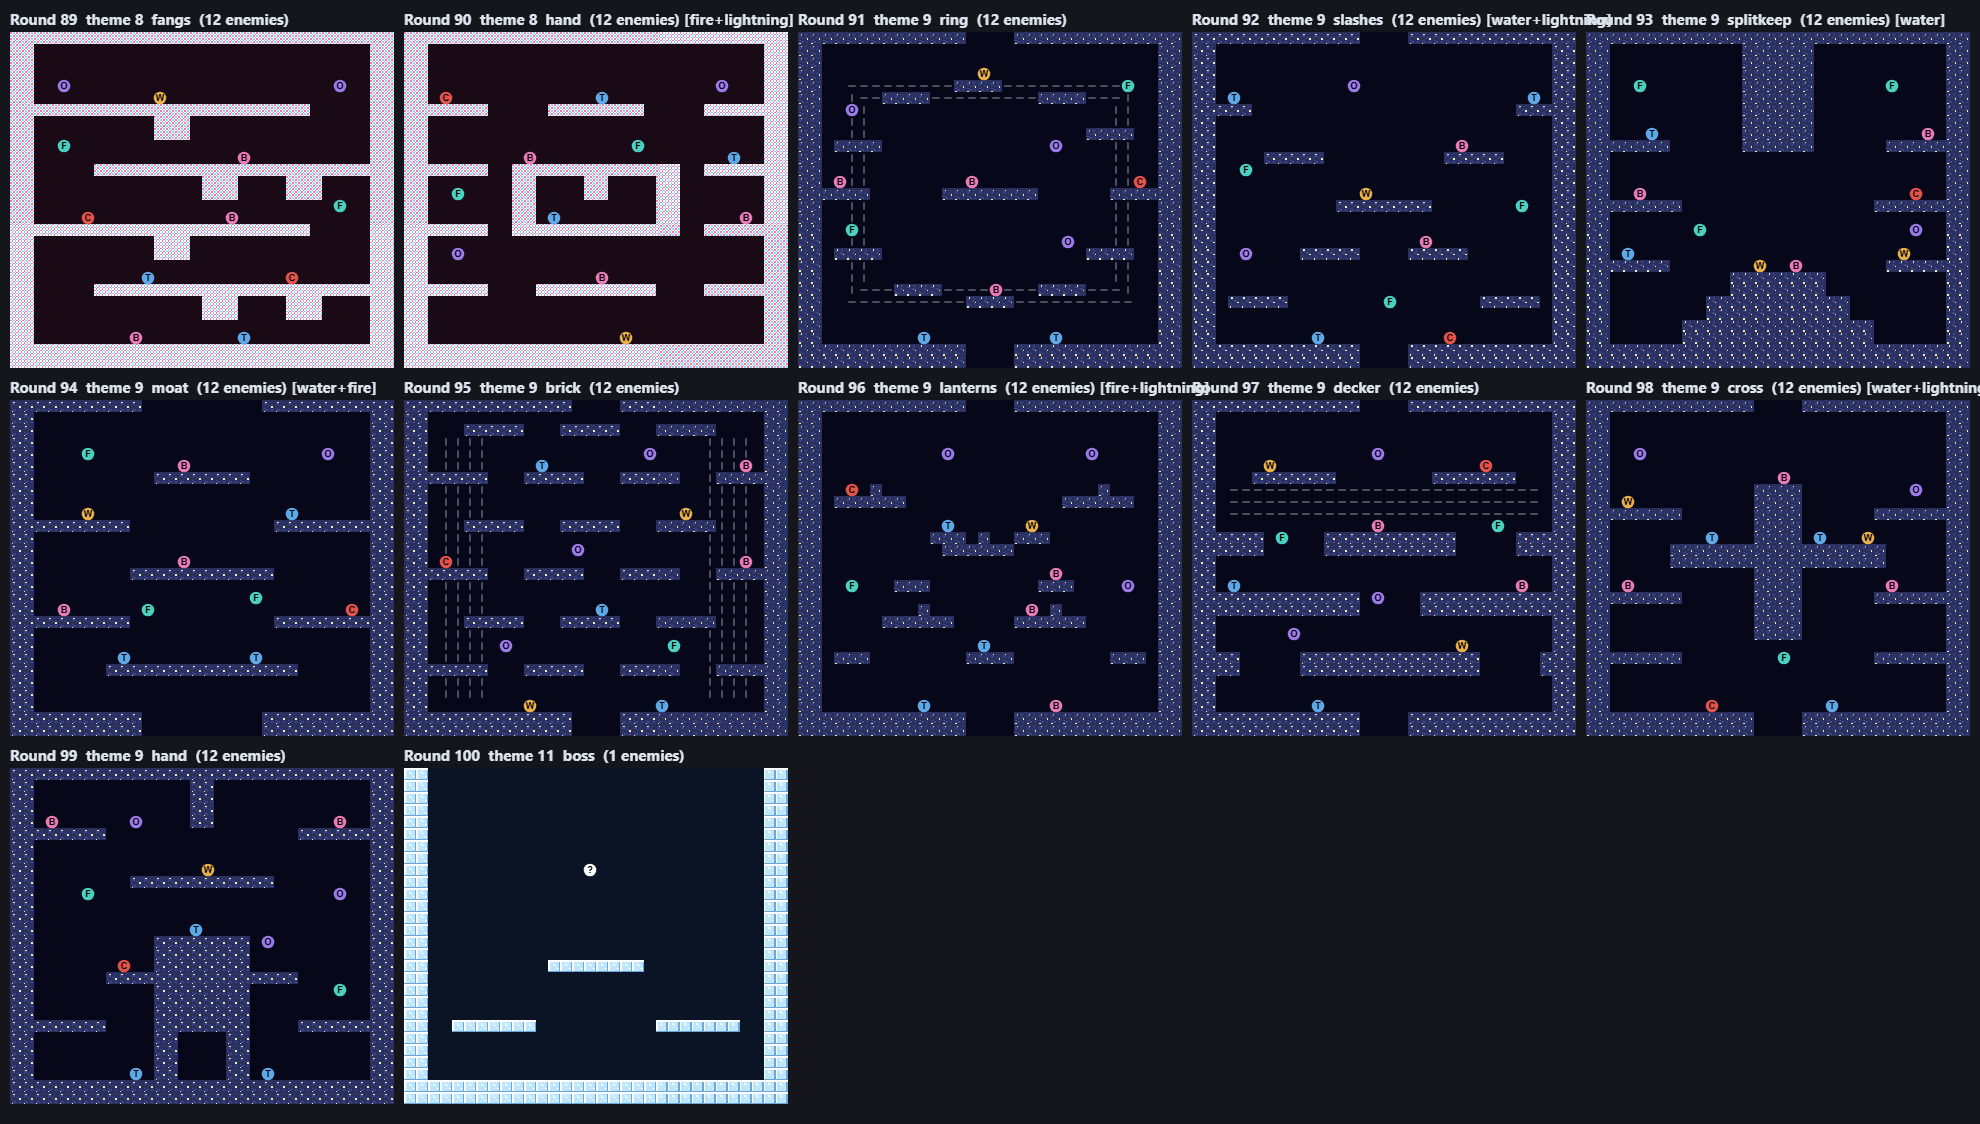 Round 89 theme 8 fangs (12 enemies)
Round 90 theme 8 hand (12 enemies) [fire+lightning]
Round 91 theme 9 ring (12 enemies)
Round 92 theme 9 slashes (12 enemies) [water+lightning]
Round 93 theme 9 splitkeep (12 enemies) [water]
O W O
F B
C B F
T C
B T
C T O
B F T
F T B
O B
W
W F
O O
B B C
F O
B
T T
T O T
F B
W F
O B
F
T C
F F
T B
B C
F O
T W B W
Round 94 theme 9 moat (12 enemies) [water+fire]
Round 95 theme 9 brick (12 enemies)
Round 96 theme 9 lanterns (12 enemies) [fire+lightning]
Round 97 theme 9 decker (12 enemies)
Round 98 theme 9 cross (12 enemies) [water+lightning
F B O
W T
B
B F F C
T T
T O B
W
C O B
T
O F
W T
O O
C
T W
F B O
B
T
T B
W O C
F B F
T O B
O W
T
O B O
W
T T W
B B
F
C T
Round 99 theme 9 hand (12 enemies)
Round 100 theme 11 boss (1 enemies)
B O B
W
F O
T O
C F
T T
?